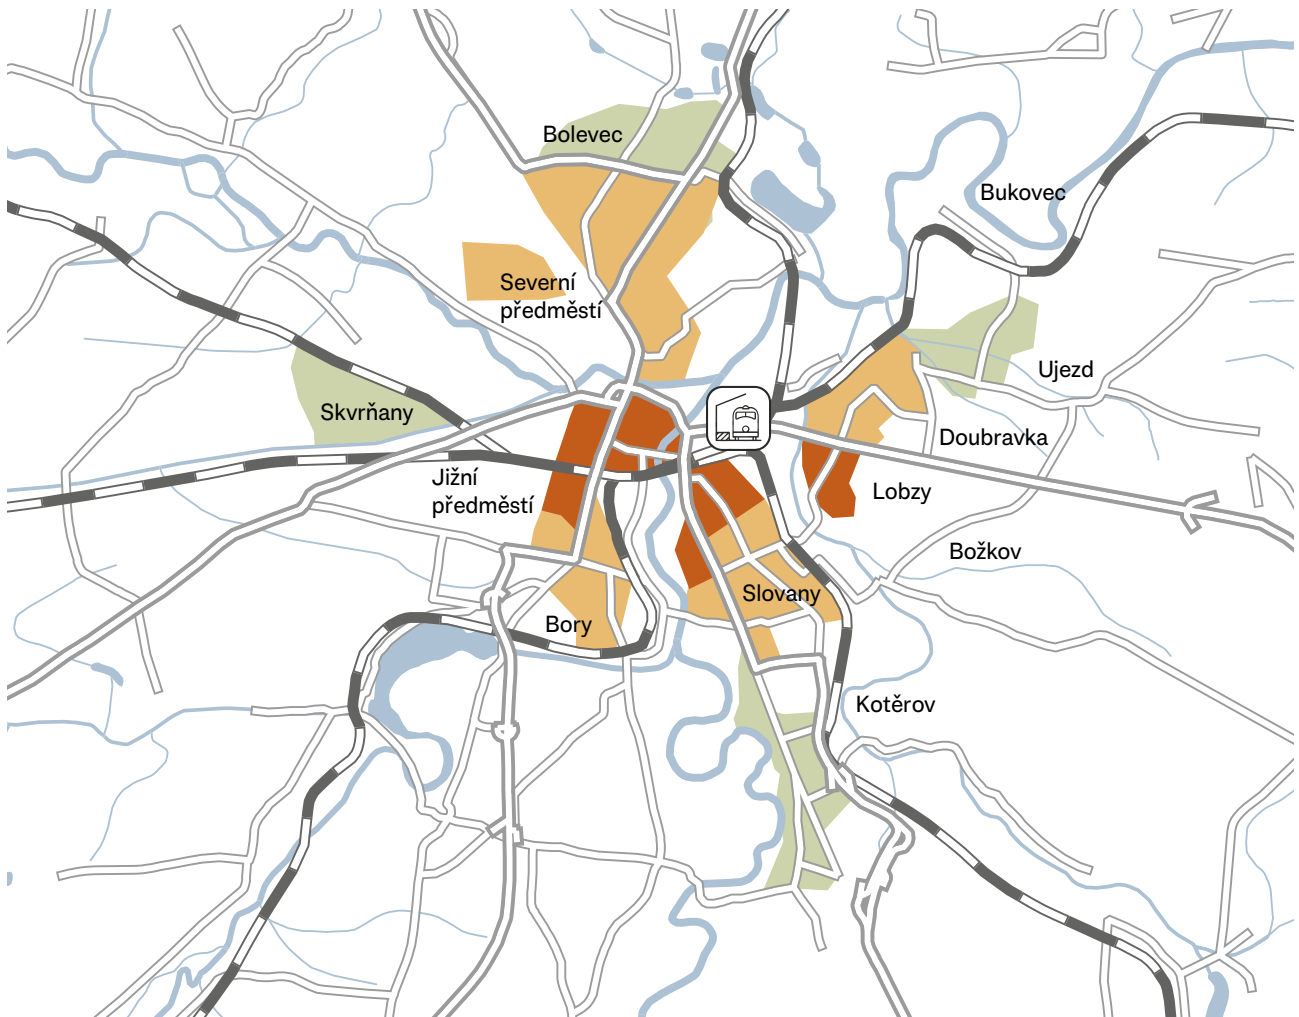 Bolevec
Bukovec
Severní
předměstí
Ujezd
Skvrňany
Doubravka
Jižní
předměstí
Lobzy
Božkov
Slovany
Bory
Kotěrov